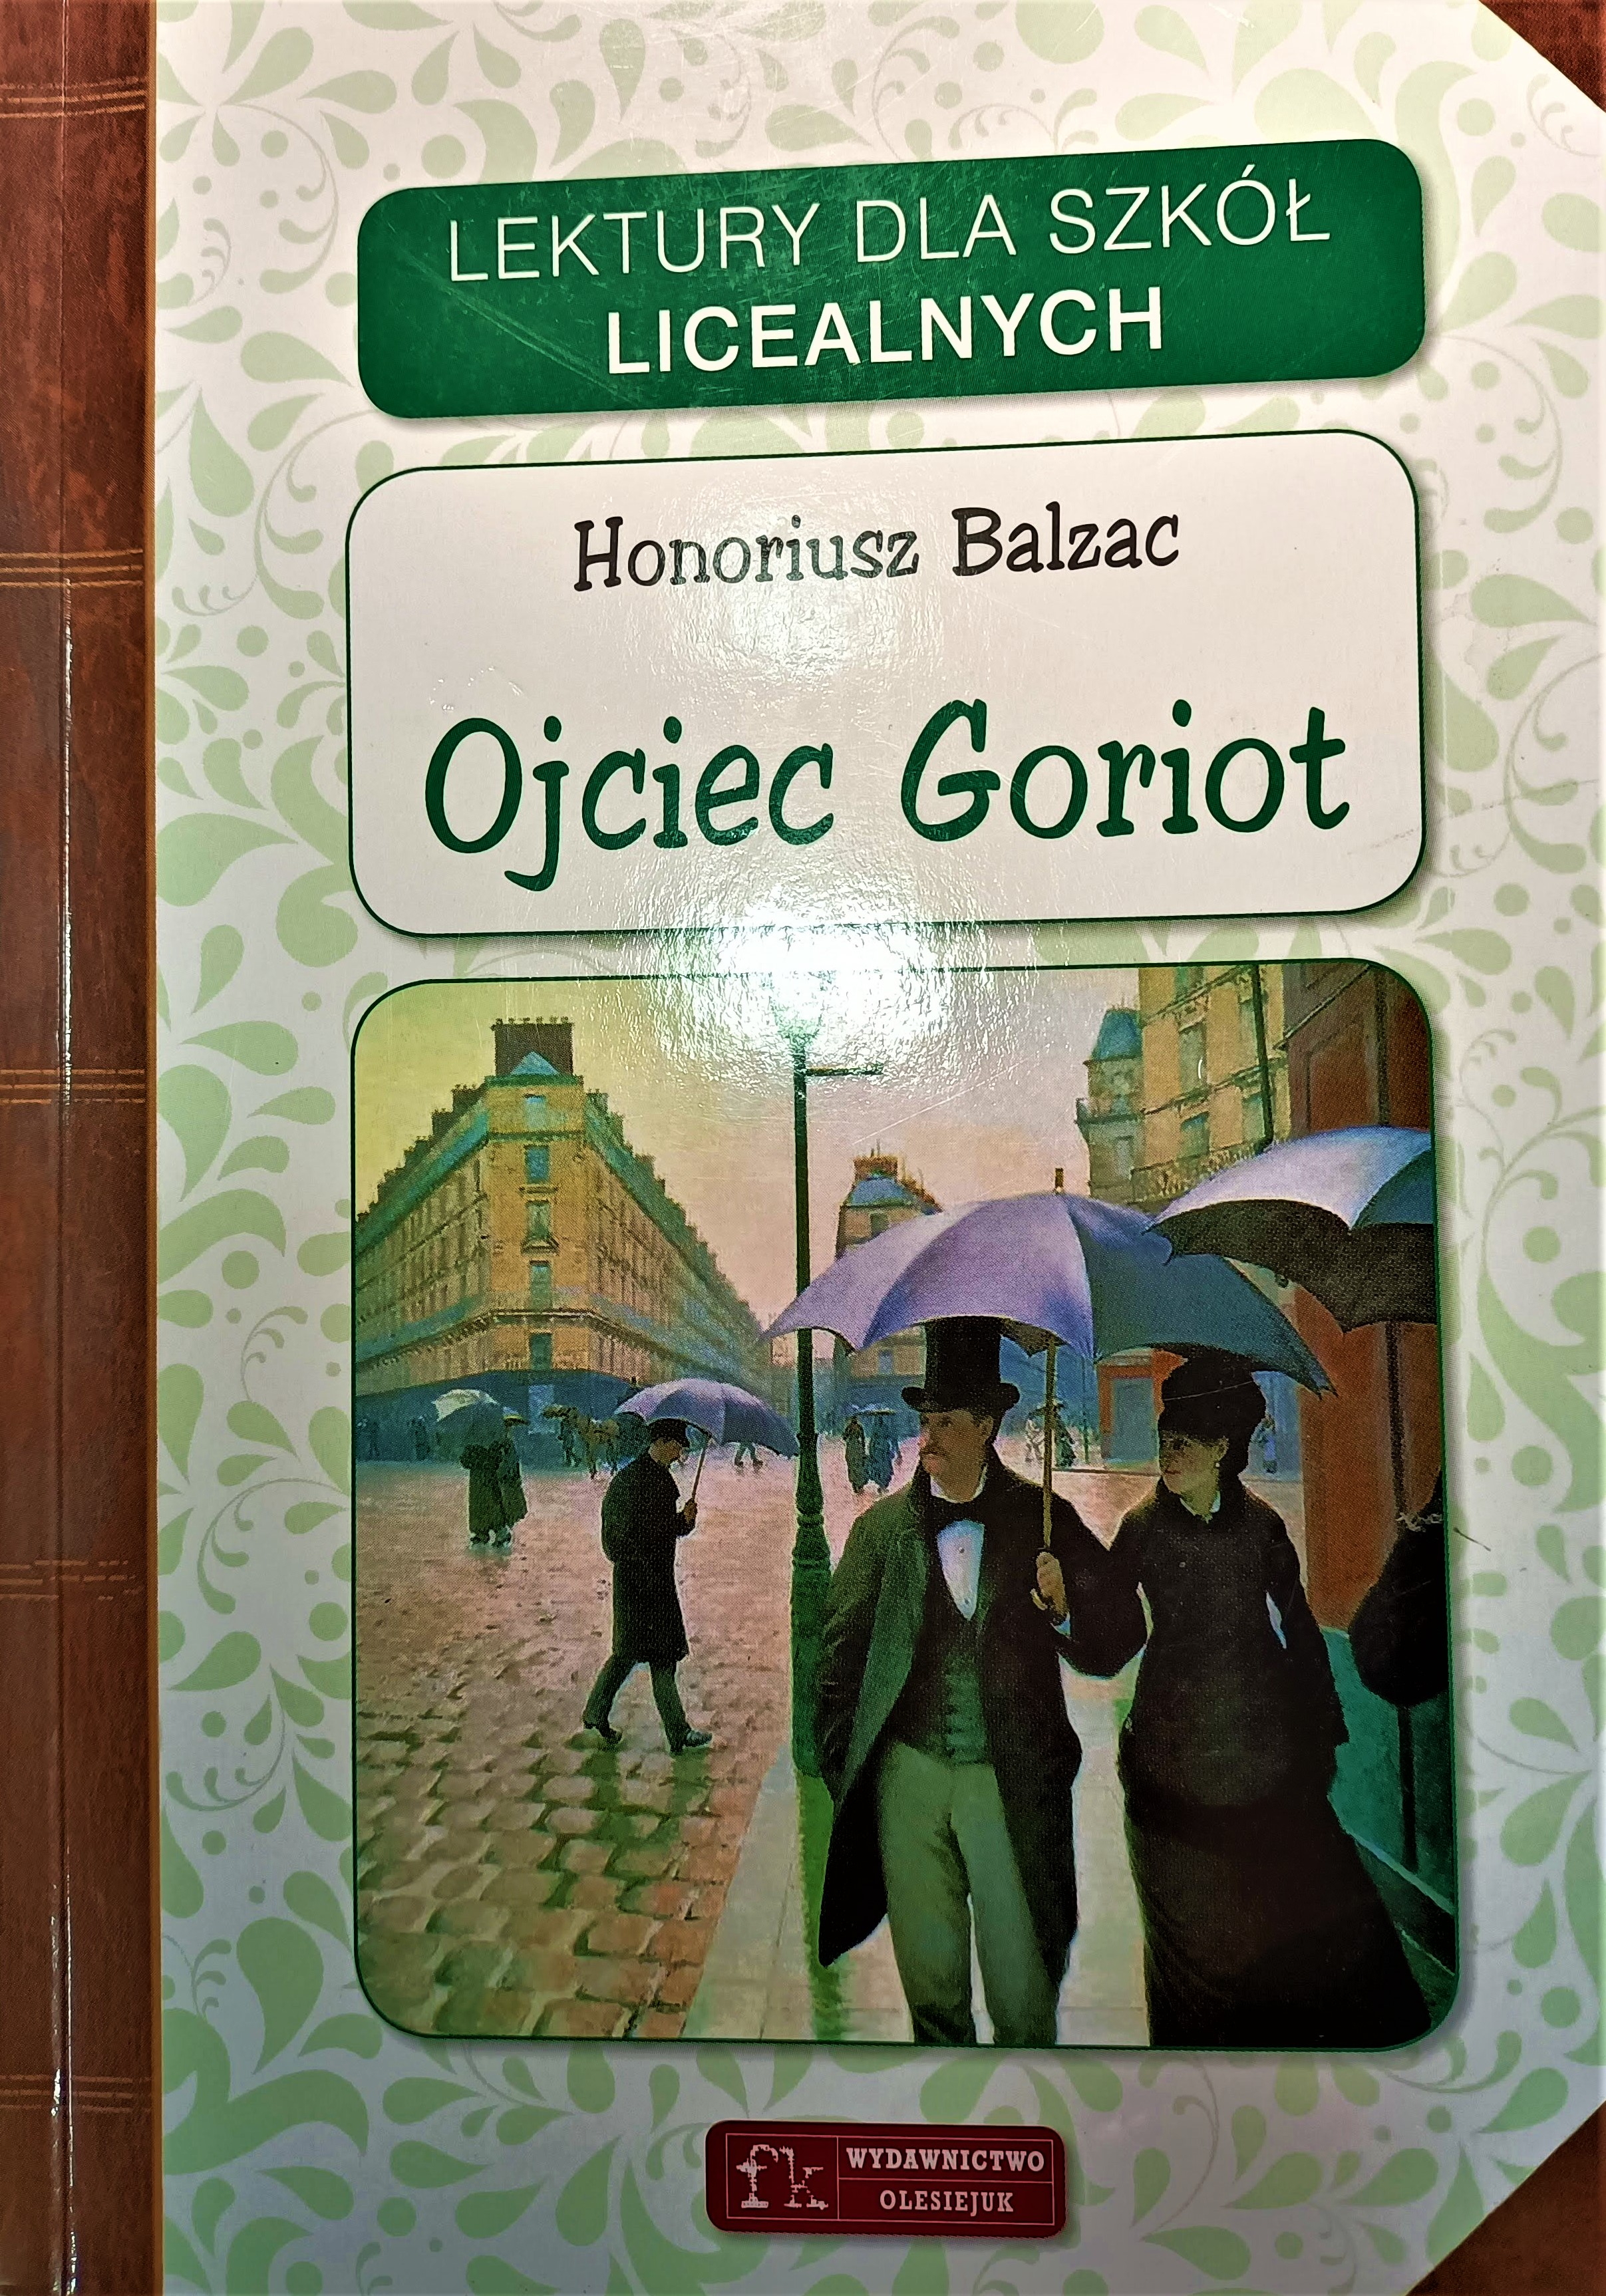 LEKTURY DLA SZKÓŁ
LICEALNYCH
Honoriusz Balzac
Ojciec Goriot
fk
WYDAWNICTWO
OLESIEJUK